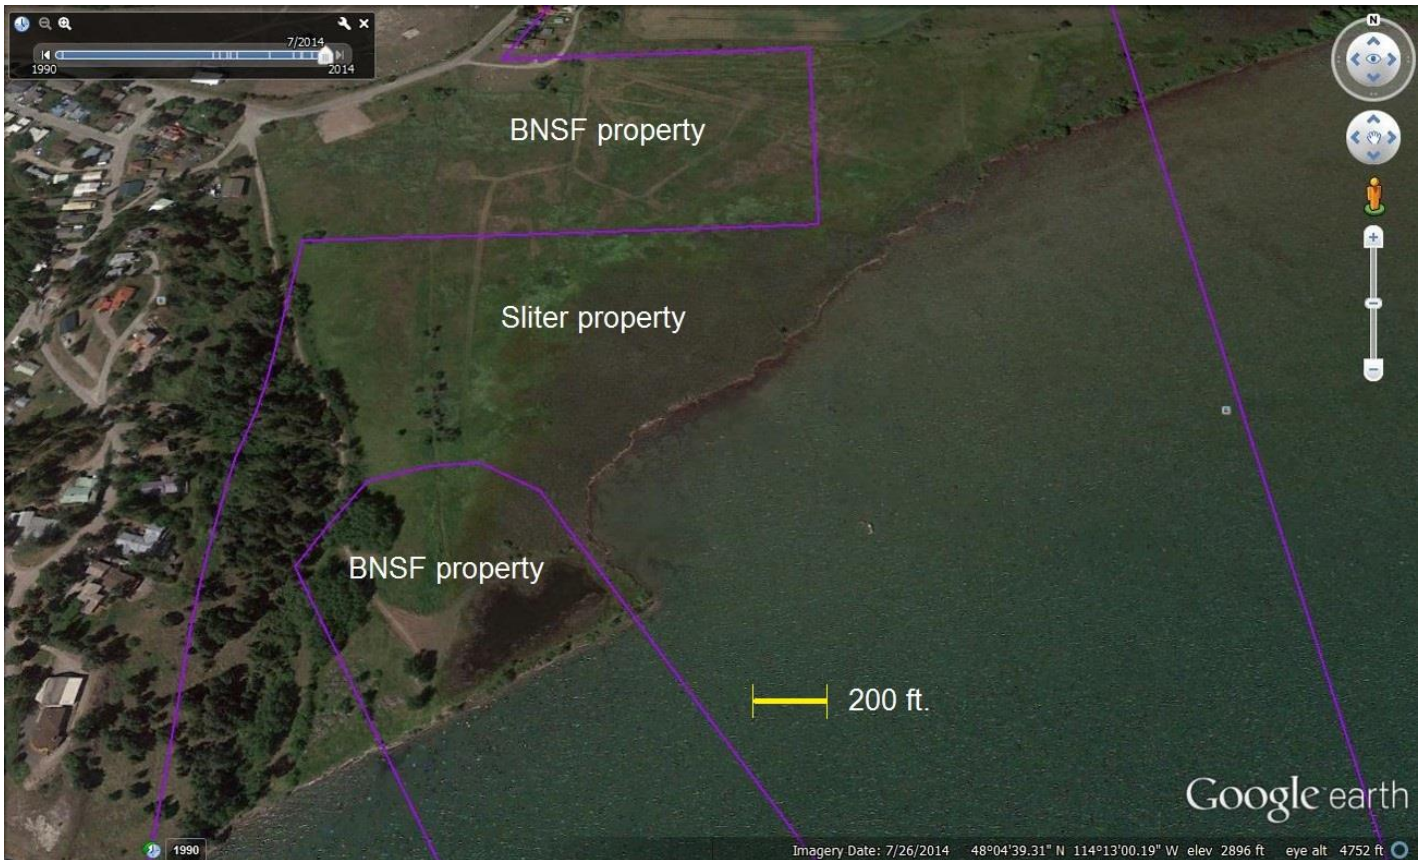 7/2014
1990
2014
N
BNSF property
Sliter property
BNSF property
200 ft.
Google earth
1990
Imagery Date: 7/26/2014 48°04'39.31" N 114°13'00.19" W elev 2896 ft eye alt 4752 ft